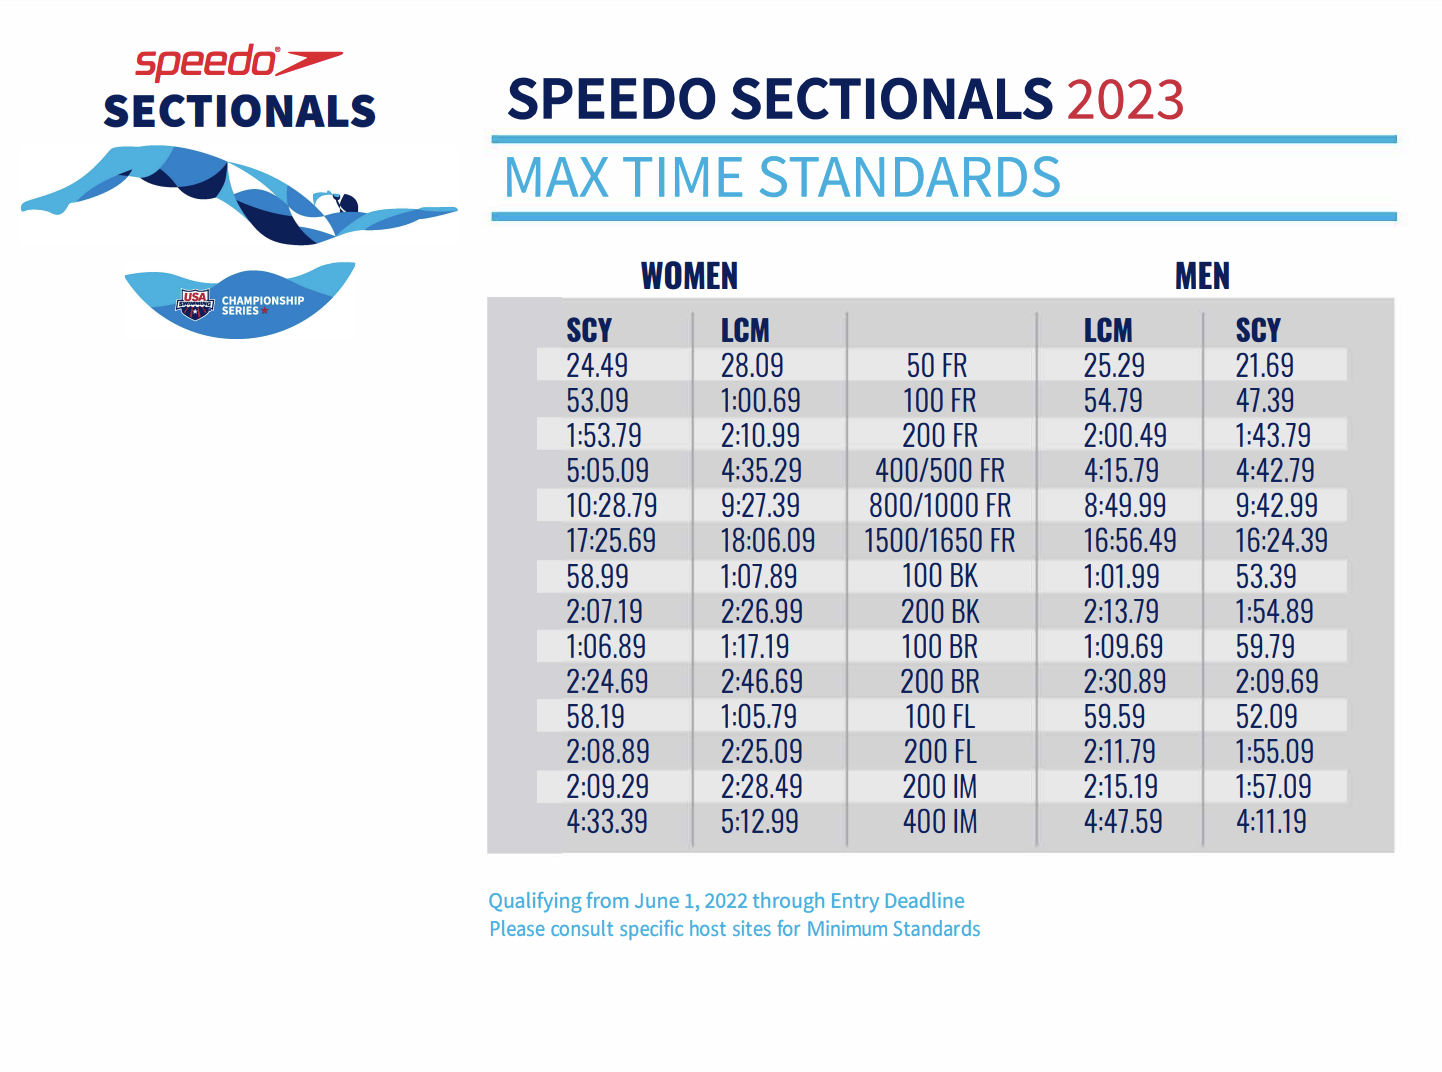 speedo®
SECTIONALS
USA
SWIMMING
CHAMPIONSHIP
SERIES
SPEEDO SECTIONALS 2023
MAX TIME STANDARDS
WOMEN MEN
SCY LCM LCM SCY
24.49 28.09 50 FR 25.29 21.69
53.09 1:00.69 100 FR 54.79 47.39
1:53.79 2:10.99 200 FR 2:00.49 1:43.79
5:05.09 4:35.29 400/500 FR 4:15.79 4:42.79
10:28.79 9:27.39 800/1000 FR 8:49.99 9:42.99
17:25.69 18:06.09 1500/1650 FR 16:56.49 16:24.39
58.99 1:07.89 100 BK 1:01.99 53.39
2:07.19 2:26.99 200 BK 2:13.79 1:54.89
1:06.89 1:17.19 100 BR 1:09.69 59.79
2:24.69 2:46.69 200 BR 2:30.89 2:09.69
58.19 1:05.79 100 FL 59.59 52.09
2:08.89 2:25.09 200 FL 2:11.79 1:55.09
2:09.29 2:28.49 200 IM 2:15.19 1:57.09
4:33.39 5:12.99 400 IM 4:47.59 4:11.19
Qualifying from June 1, 2022 through Entry Deadline
Please consult specific host sites for Minimum Standards